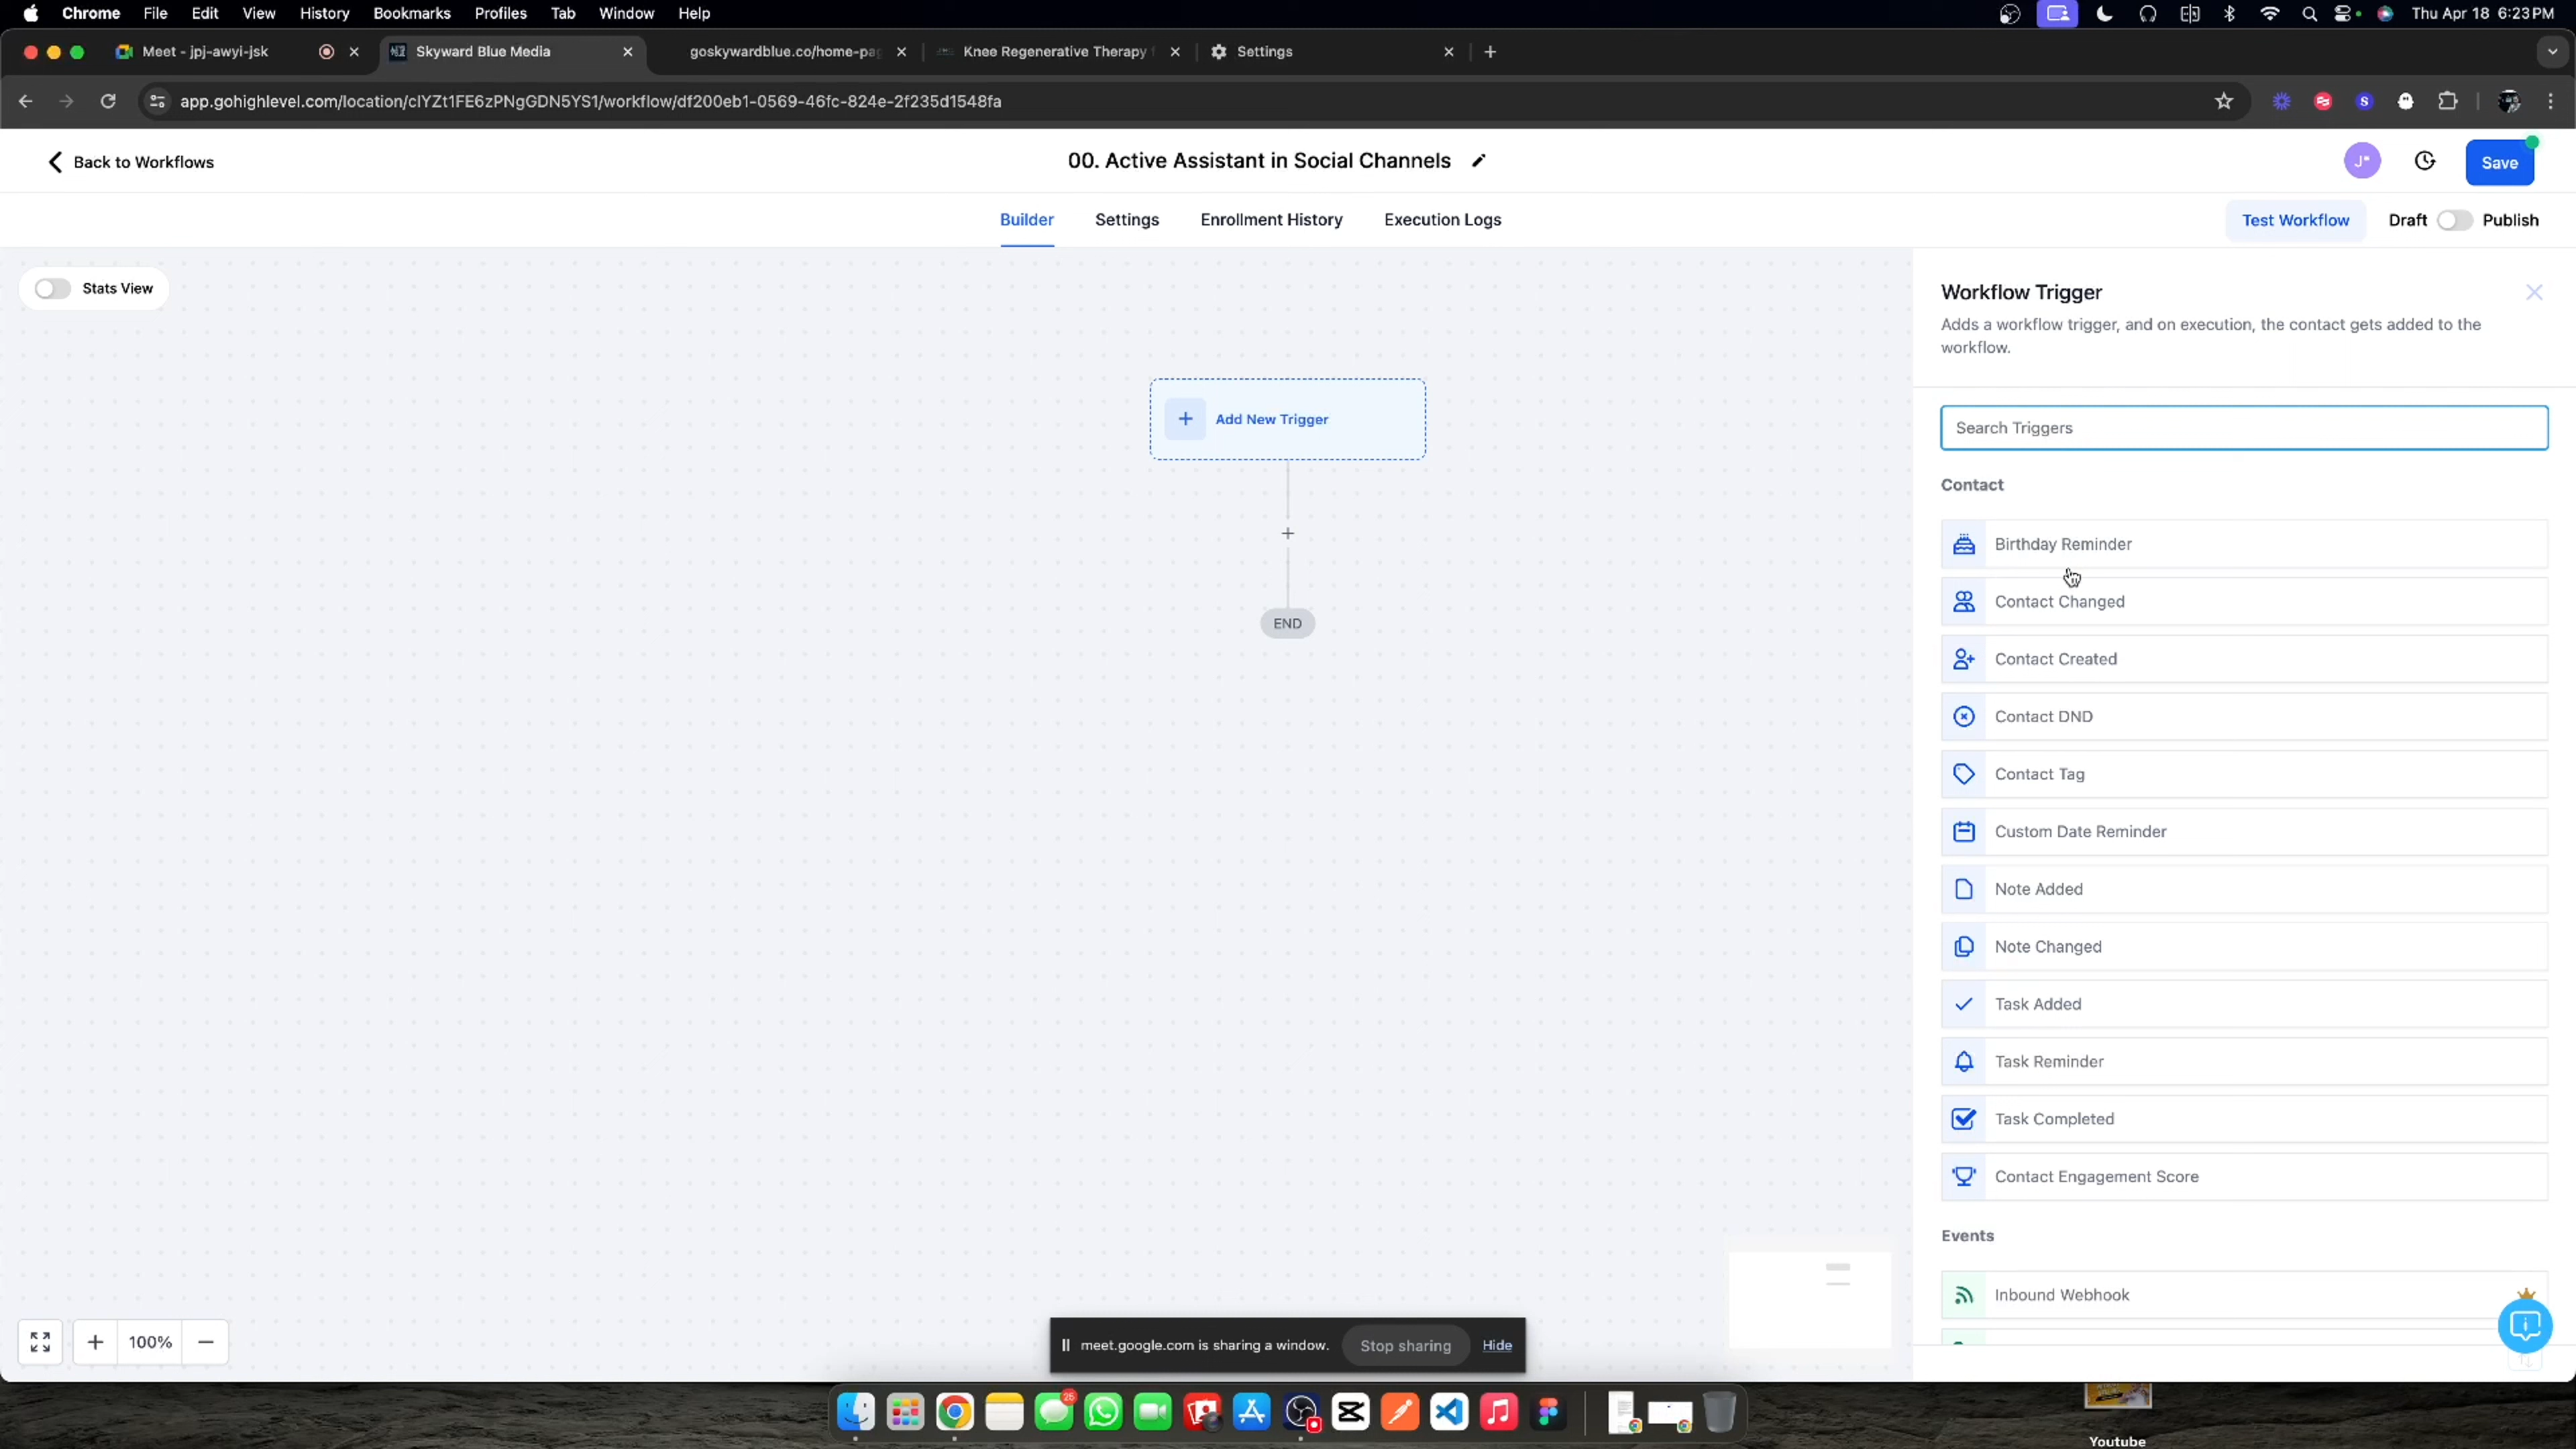 Chrome File Edit View History Bookmarks Profiles Tab Window Help Thu Apr 18 6:23 PM
Meet - jpj-awyi-jsk Skyward Blue Media goskywardblue.co/home-pag Knee Regenerative Therapy Settings
app.gohighlevel.com/location/cIYZt1FE6zPNgGDN5YS1/workflow/df200eb1-0569-46fc-824e-2f235d1548fa
Back to Workflows 00. Active Assistant in Social Channels Save
Builder Settings Enrollment History Execution Logs Test Workflow Draft Publish
Stats View
Workflow Trigger
Adds a workflow trigger, and on execution, the contact gets added to the
workflow.
Add New Trigger
Search Triggers
Contact
Birthday Reminder
Contact Changed
END
Contact Created
Contact DND
Contact Tag
Custom Date Reminder
Note Added
Note Changed
Task Added
Task Reminder
Task Completed
Contact Engagement Score
Events
Inbound Webhook
100%
meet.google.com is sharing a window. Stop sharing Hide
25
Youtube